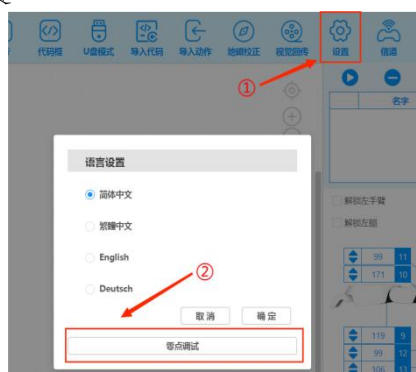 代码框 U盘模式 导入代码 导入动作 地磁校正 视觉回传 设置 信道
①
名字
语言设置
简体中文
解锁左手臂
繁體中文
解锁左腿
English
99 11
②
171 10
Deutsch
取消 确定
119 9
零点调试
99 12
106 13